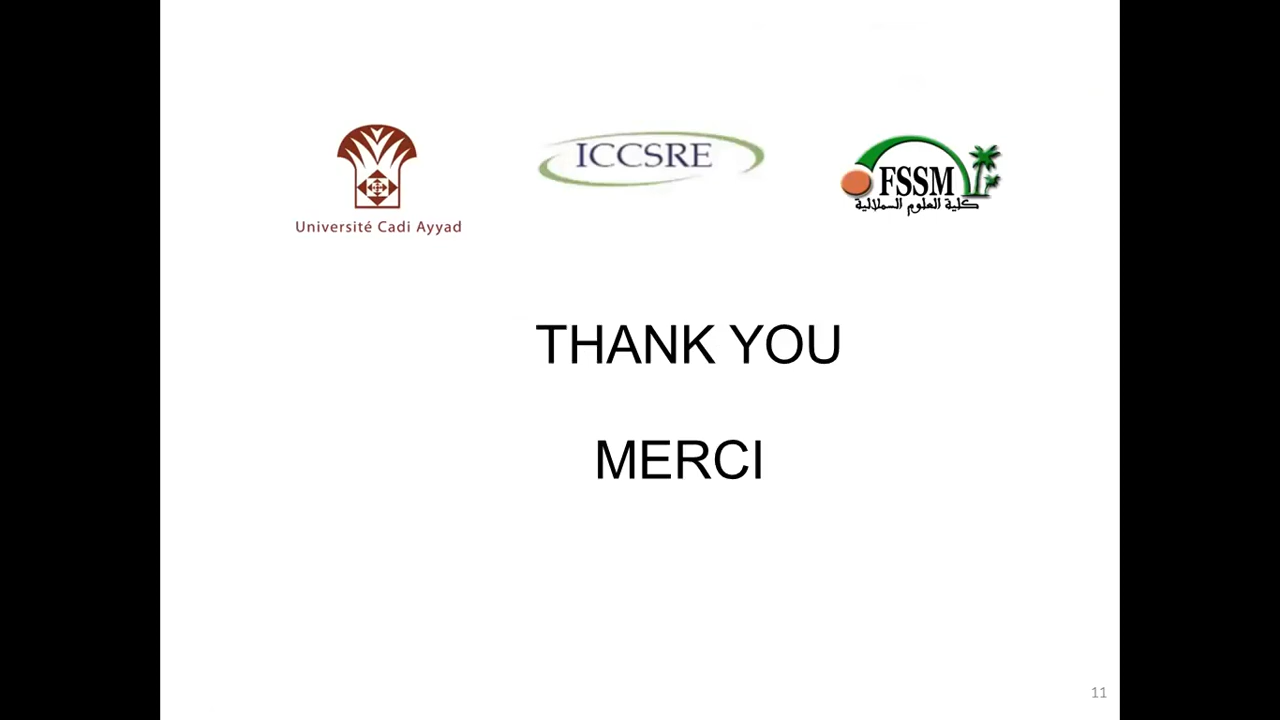 Université Cadi Ayyad
ICCSRE
FSSM
كلية العلوم السملالية
THANK YOU
MERCI
11